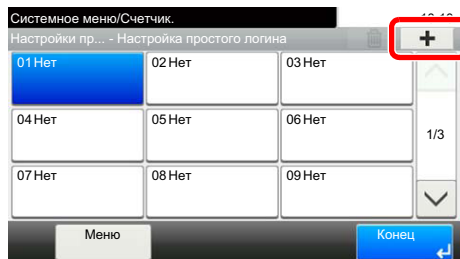 Системное меню/Счетчик.
Настройки пр... - Настройка простого логина
+
01 Нет
02 Нет
03 Нет
04 Нет
05 Нет
06 Нет
1/3
07 Нет
08 Нет
09 Нет
Меню
Конец